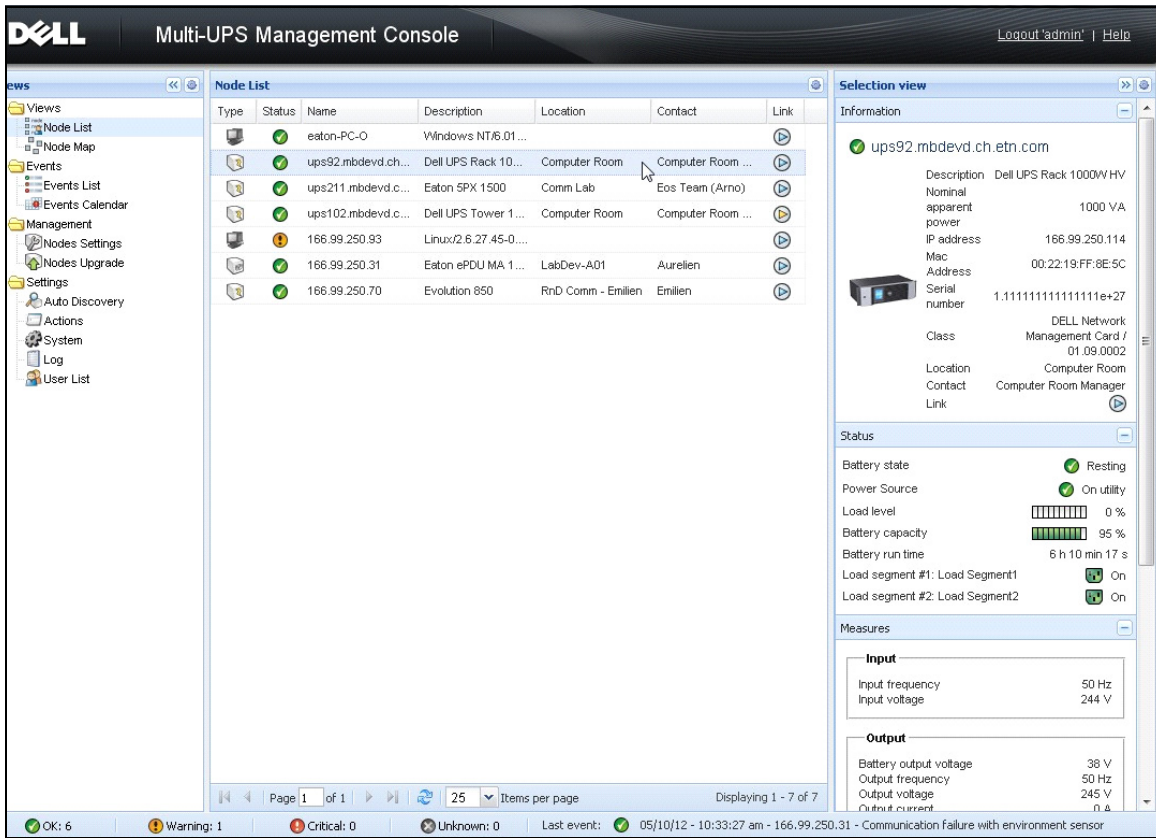 DELL
Multi-UPS Management Console
Logout 'admin' | Help
ews
Views
Node List
Node Map
Events
Events List
Events Calendar
Management
Nodes Settings
Nodes Upgrade
Settings
Auto Discovery
Actions
System
Log
User List
Node List
Type Status Name Description Location Contact Link
eaton-PC-O Windows NT/6.01....
ups92.mbdevd.ch... Dell UPS Rack 10... Computer Room Computer Room ...
ups211.mbdevd.c... Eaton 5PX 1500 Comm Lab Eos Team (Arno)
ups102.mbdevd.c... Dell UPS Tower 1... Computer Room Computer Room ...
166.99.250.93 Linux/2.6.27.45-0....
166.99.250.31 Eaton ePDU MA 1... LabDev-A01 Aurelien
166.99.250.70 Evolution 850 RnD Comm - Emilien Emilien
Page 1 of 1 25 Items per page Displaying 1 - 7 of 7
Selection view
Information
ups92.mbdevd.ch.etn.com
Description Dell UPS Rack 1000W HV
Nominal
apparent 1000 VA
power
IP address 166.99.250.114
Mac
Address 00:22:19:FF:8E:5C
Serial
number 1.111111111111111e+27
DELL Network
Class Management Card /
01.09.0002
Location Computer Room
Contact Computer Room Manager
Link
Status
Battery state Resting
Power Source On utility
Load level 0 %
Battery capacity 95 %
Battery run time 6 h 10 min 17 s
Load segment #1: Load Segment1 On
Load segment #2: Load Segment2 On
Measures
Input
Input frequency 50 Hz
Input voltage 244 V
Output
Battery output voltage 38 V
Output frequency 50 Hz
Output voltage 245 V
Output current 0 A
OK: 6 Warning: 1 Critical: 0 Unknown: 0 Last event: 05/10/12 - 10:33:27 am - 166.99.250.31 - Communication failure with environment sensor